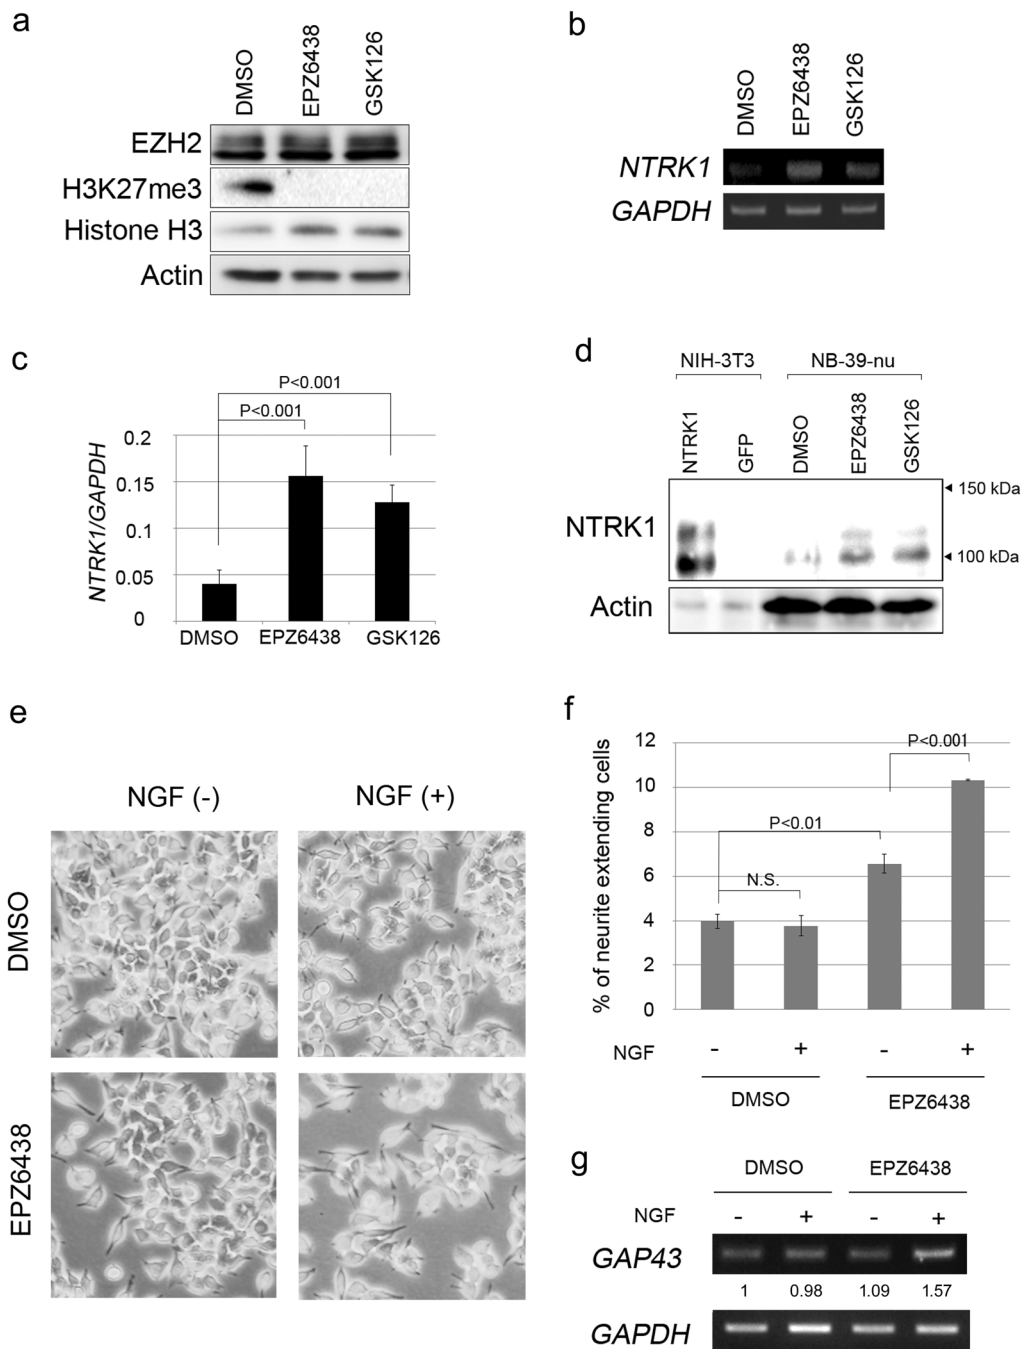 a
DMSO
EPZ6438
GSK126
EZH2
H3K27me3
Histone H3
Actin
b
DMSO
EPZ6438
GSK126
NTRK1
GAPDH
c
P<0.001
P<0.001
NTRK1/GAPDH
0.2
0.15
0.1
0.05
0
DMSO
EPZ6438
GSK126
d
NIH-3T3
NB-39-nu
NTRK1
GFP
DMSO
EPZ6438
GSK126
150 kDa
NTRK1
100 kDa
Actin
e
NGF (-)
NGF (+)
DMSO
EPZ6438
f
% of neurite extending cells
12
10
8
6
4
2
0
P<0.001
P<0.01
N.S.
NGF
-
+
-
+
DMSO
EPZ6438
g
DMSO
EPZ6438
NGF
-
+
-
+
GAP43
1
0.98
1.09
1.57
GAPDH